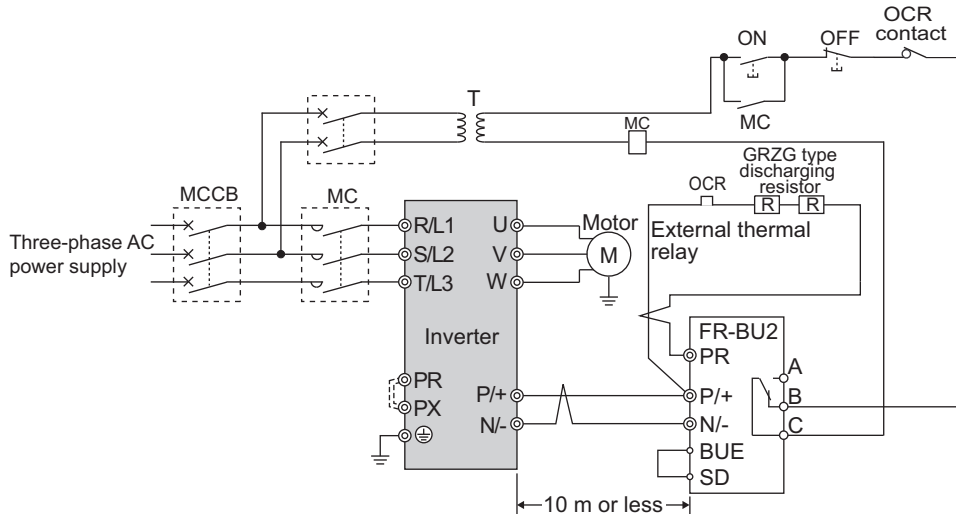 OCR
contact
ON
OFF
MC
T
MC
GRZG type
discharging
resistor
OCR
R
R
External thermal
relay
MCCB
MC
Three-phase AC
power supply
R/L1
S/L2
T/L3
U
V
W
Motor
M
Inverter
PR
PX
P/+
N/-
FR-BU2
PR
P/+
N/-
BUE
SD
A
B
C
10 m or less